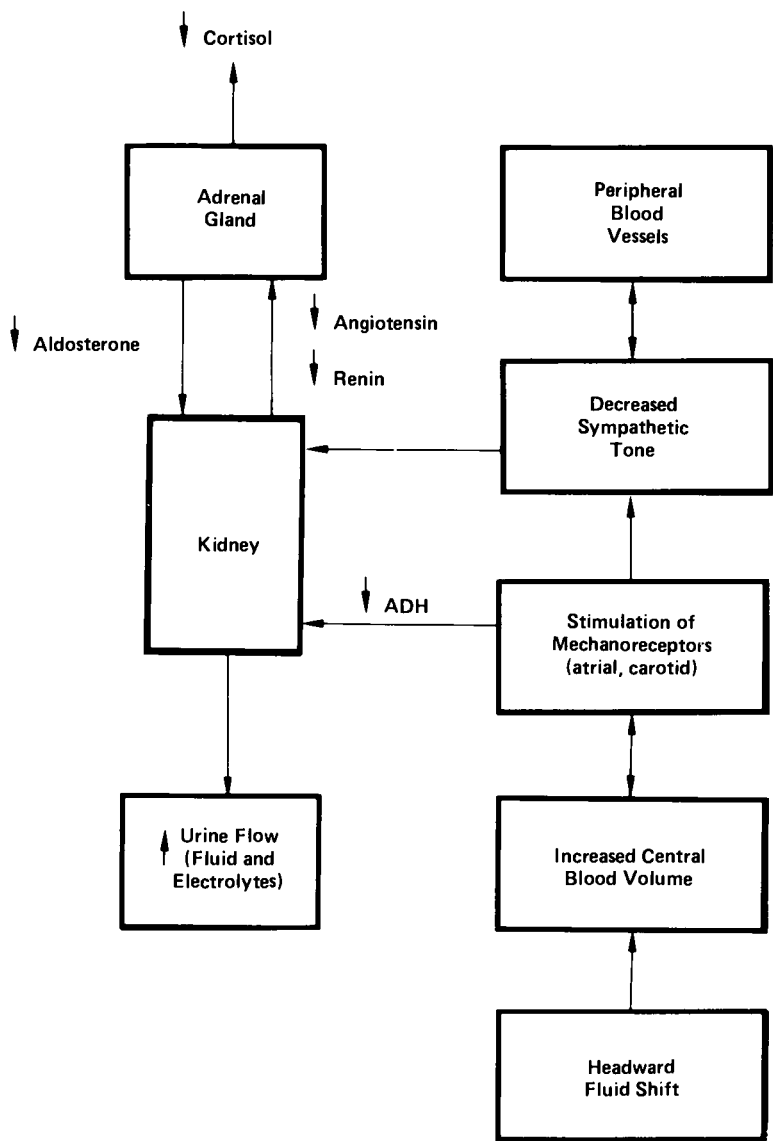 ↓ Cortisol
Adrenal
Gland
Peripheral
Blood
Vessels
↓ Aldosterone
↓ Angiotensin
↓ Renin
Decreased
Sympathetic
Tone
Kidney
↓ ADH
Stimulation of
Mechanoreceptors
(atrial, carotid)
↑ Urine Flow
(Fluid and
Electrolytes)
Increased Central
Blood Volume
Headward
Fluid Shift